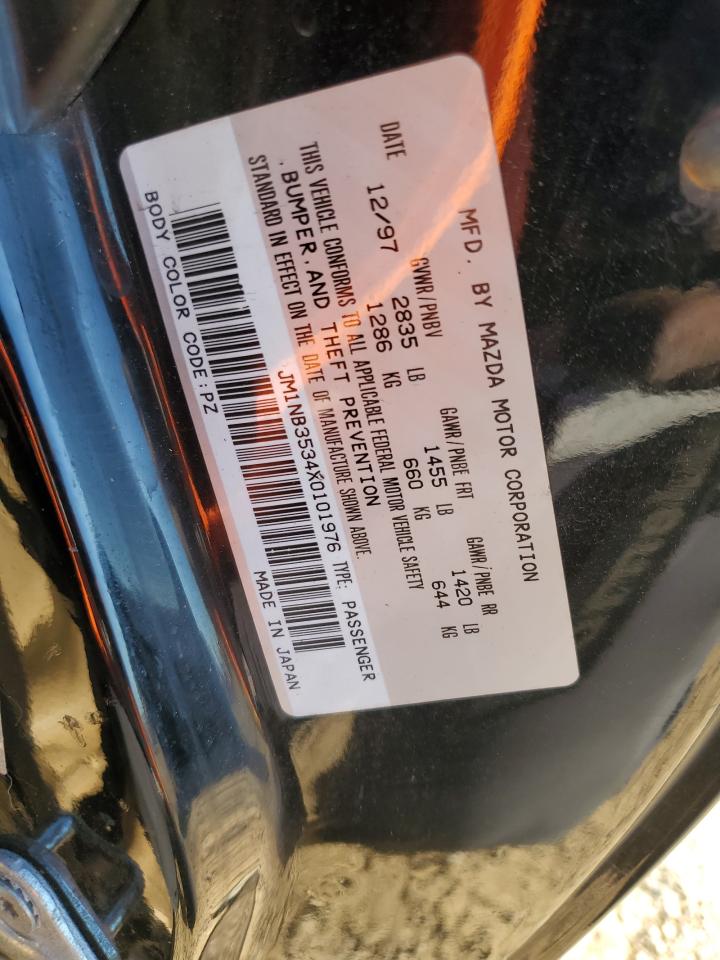 MFD. BY MAZDA MOTOR CORPORATION
DATE GVWR/PNBV GAWR/PNBE FRT GAWR/PNBE RR
12/97 2835 LB 1455 LB 1420 LB
1286 KG 660 KG 644 KG
THIS VEHICLE CONFORMS TO ALL APPLICABLE FEDERAL MOTOR VEHICLE SAFETY
, BUMPER, AND THEFT PREVENTION
STANDARD IN EFFECT ON THE DATE OF MANUFACTURE SHOWN ABOVE.
JM1NB3534X0101976 TYPE: PASSENGER
BODY COLOR CODE:PZ MADE IN JAPAN